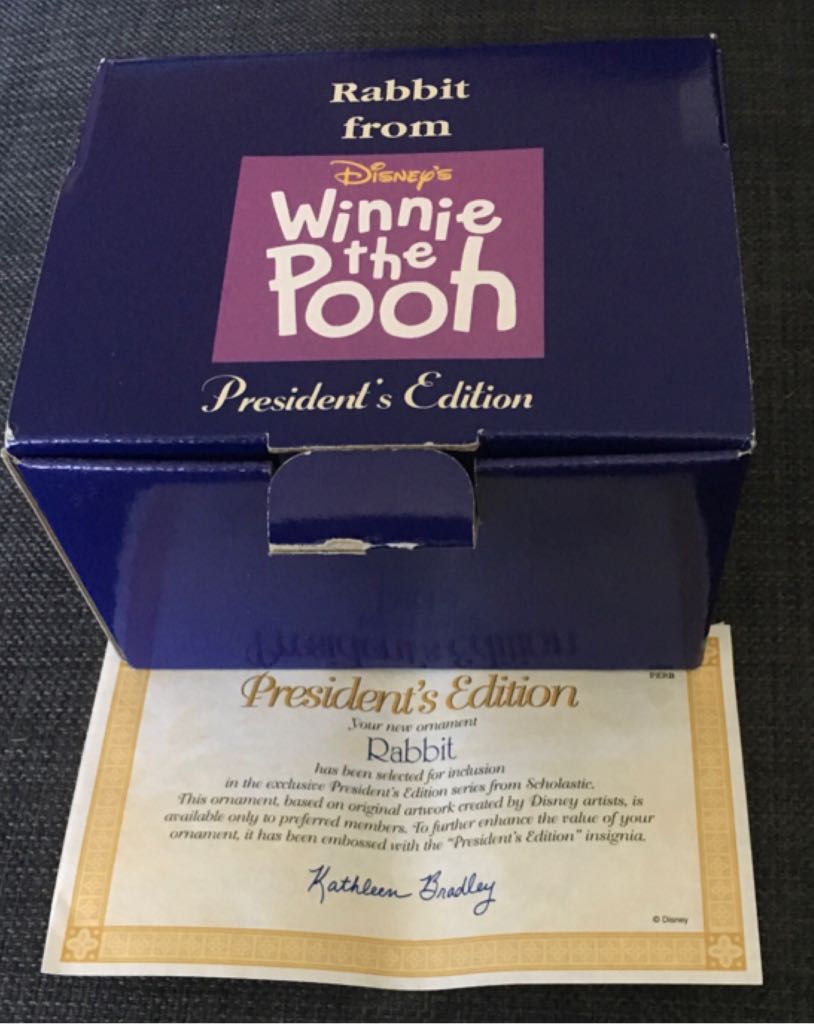 Rabbit
from
Disney's
Winnie
the
Pooh
President's Edition
President's Edition
Your new ornament
Rabbit
has been selected for inclusion
in the exclusive President's Edition series from Scholastic.
This ornament, based on original artwork created by Disney artists, is
available only to preferred members. To further enhance the value of your
ornament, it has been embossed with the "President's Edition" insignia.
Kathleen Bradley
© Disney